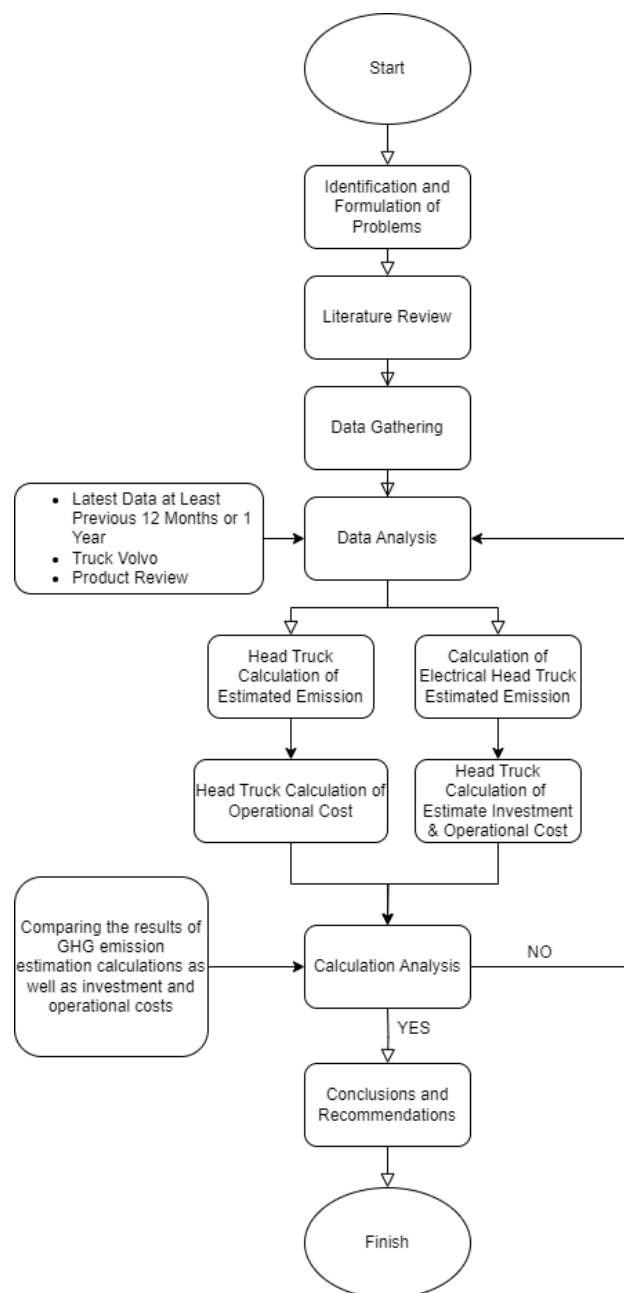 Start
Identification and
Formulation of
Problems
Literature Review
Data Gathering
• Latest Data at Least
Previous 12 Months or 1
Year
• Truck Volvo
• Product Review
Data Analysis
Head Truck
Calculation of
Estimated Emission
Calculation of
Electrical Head Truck
Estimated Emission
Head Truck Calculation of
Operational Cost
Head Truck
Calculation of
Estimate Investment
& Operational Cost
Comparing the results of
GHG emission
estimation calculations as
well as investment and
operational costs
Calculation Analysis
NO
YES
Conclusions and
Recommendations
Finish